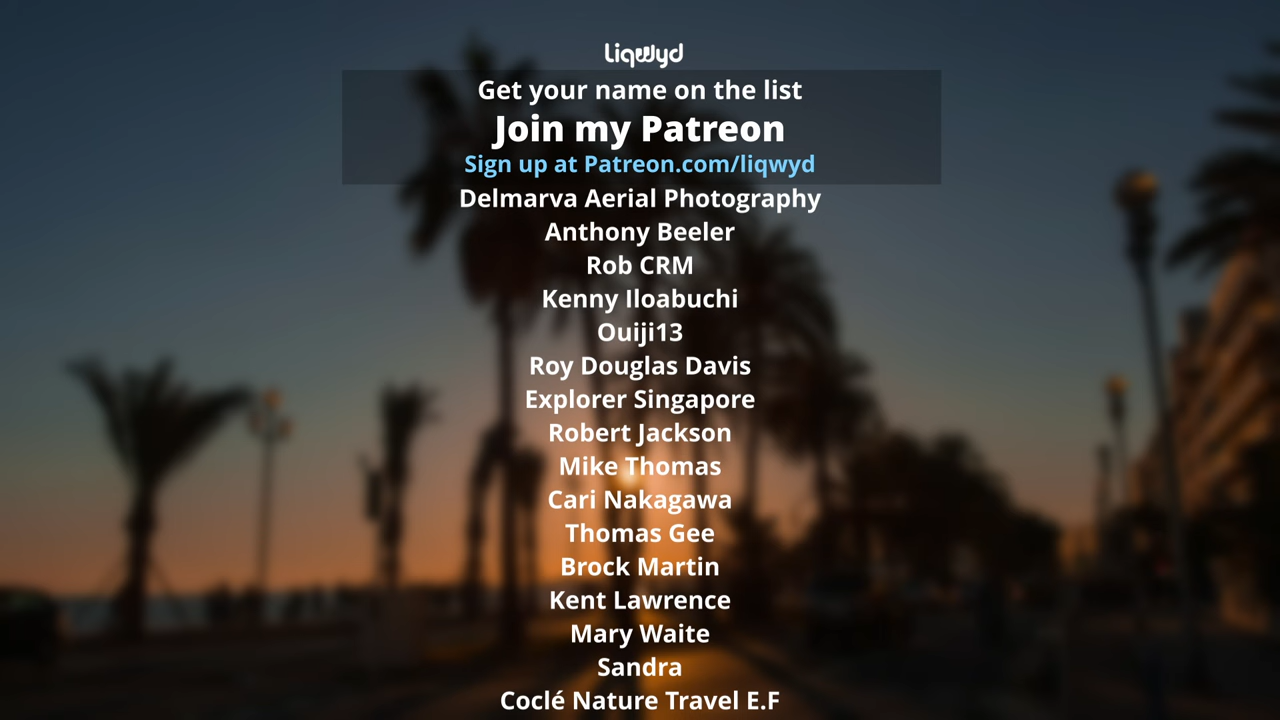 Liqwyd
Get your name on the list
Join my Patreon
Sign up at Patreon.com/liqwyd
Delmarva Aerial Photography
Anthony Beeler
Rob CRM
Kenny Iloabuchi
Ouiji13
Roy Douglas Davis
Explorer Singapore
Robert Jackson
Mike Thomas
Cari Nakagawa
Thomas Gee
Brock Martin
Kent Lawrence
Mary Waite
Sandra
Coclé Nature Travel E.F